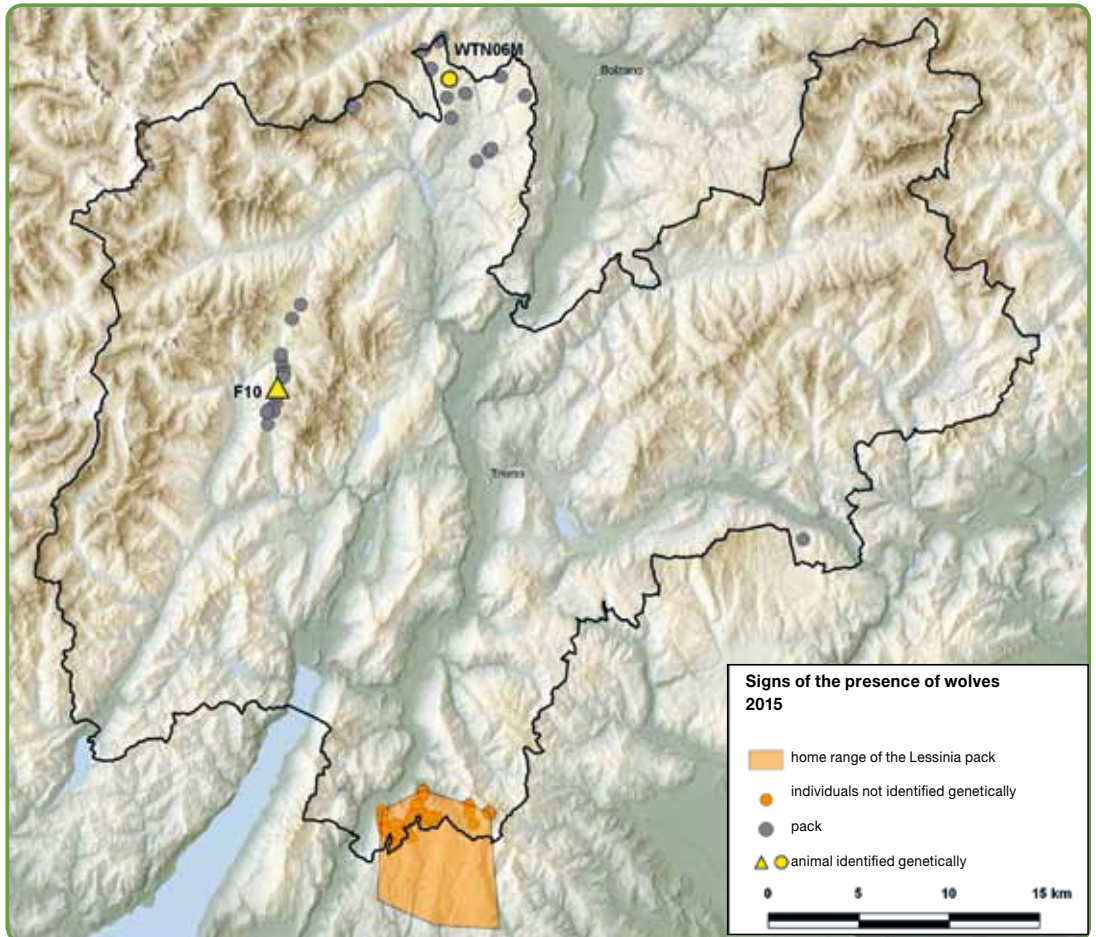 WTN06M
Bolzano
F10
Trento
Signs of the presence of wolves
2015
home range of the Lessinia pack
individuals not identified genetically
pack
animal identified genetically
0 5 10 15 km